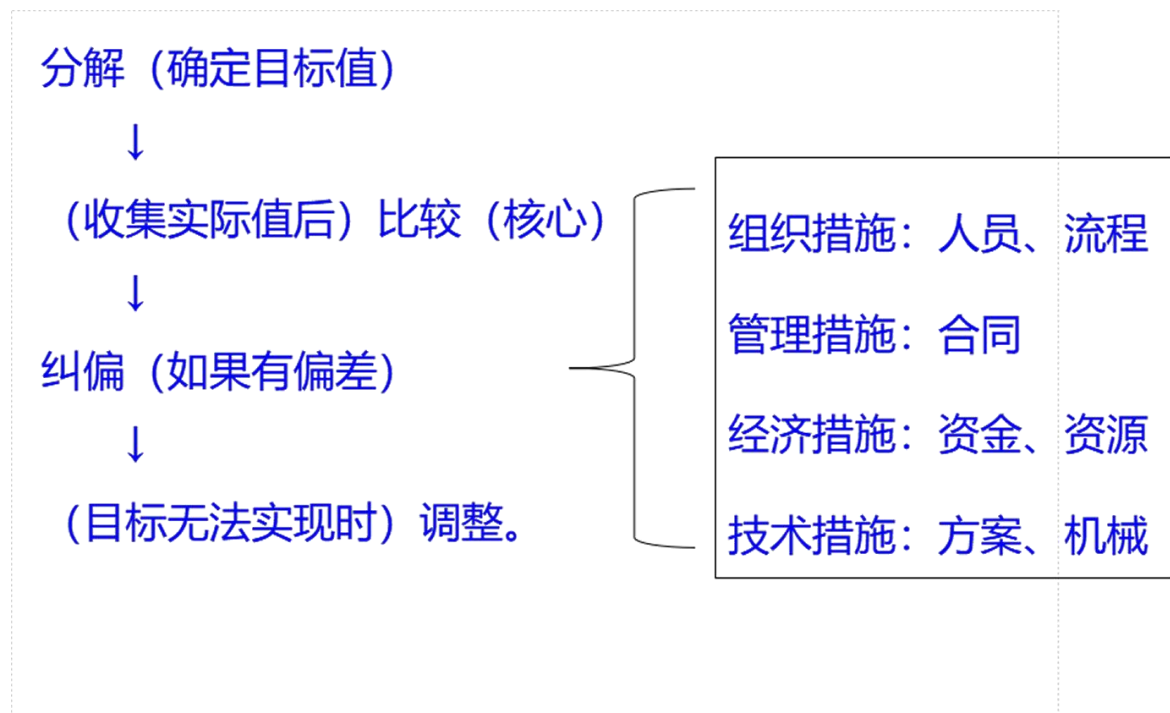 分解（确定目标值）
↓
（收集实际值后）比较（核心）
↓
纠偏（如果有偏差）
↓
（目标无法实现时）调整。
组织措施：人员、流程
管理措施：合同
经济措施：资金、资源
技术措施：方案、机械